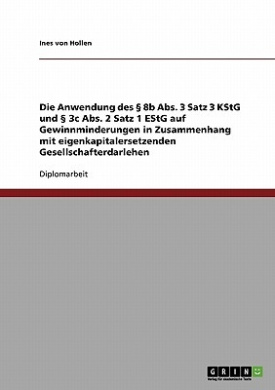 Ines von Hollen
Die Anwendung des § 8b Abs. 3 Satz 3 KStG
und § 3c Abs. 2 Satz 1 EStG auf
Gewinnminderungen in Zusammenhang
mit eigenkapitalersetzenden
Gesellschafterdarlehen
Diplomarbeit
GRIN